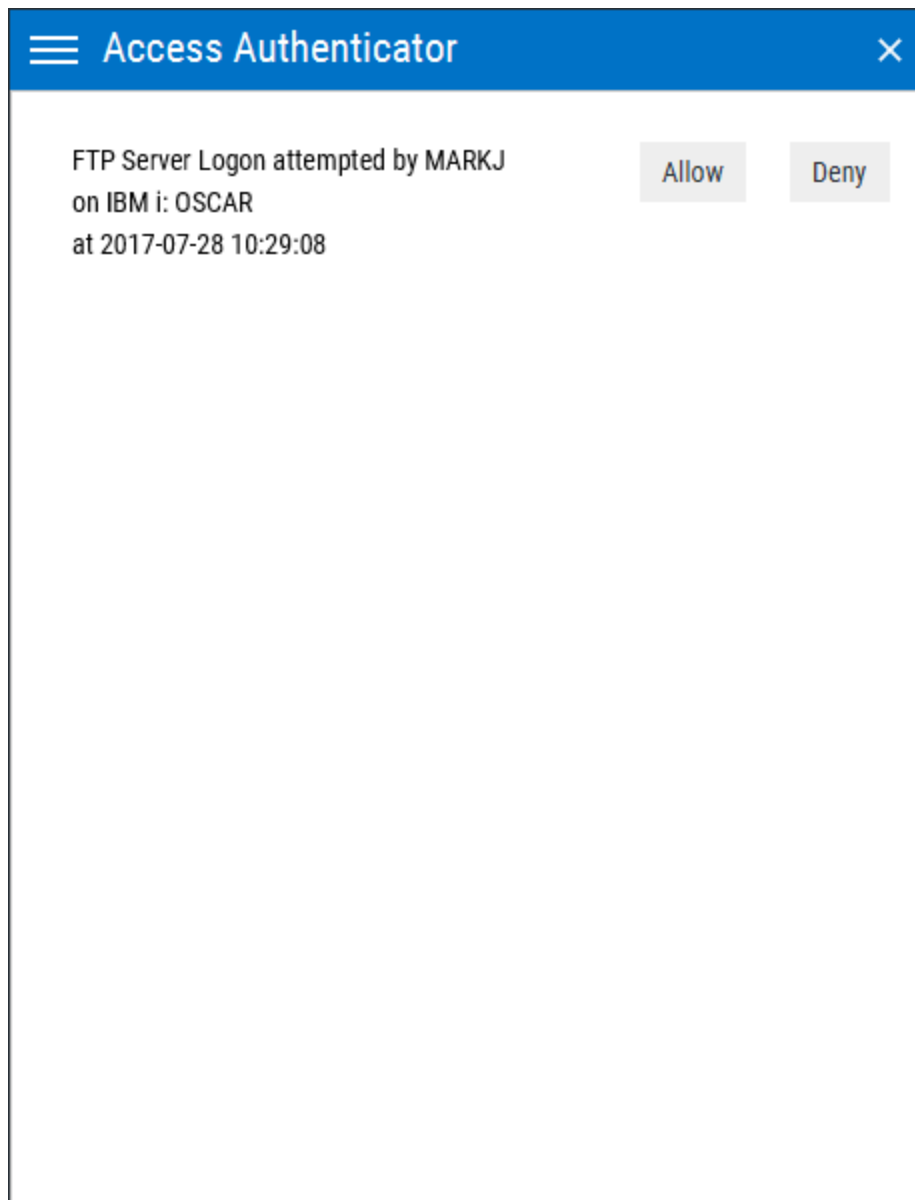 Access Authenticator
FTP Server Logon attempted by MARKJ
on IBM i: OSCAR
at 2017-07-28 10:29:08
Allow
Deny